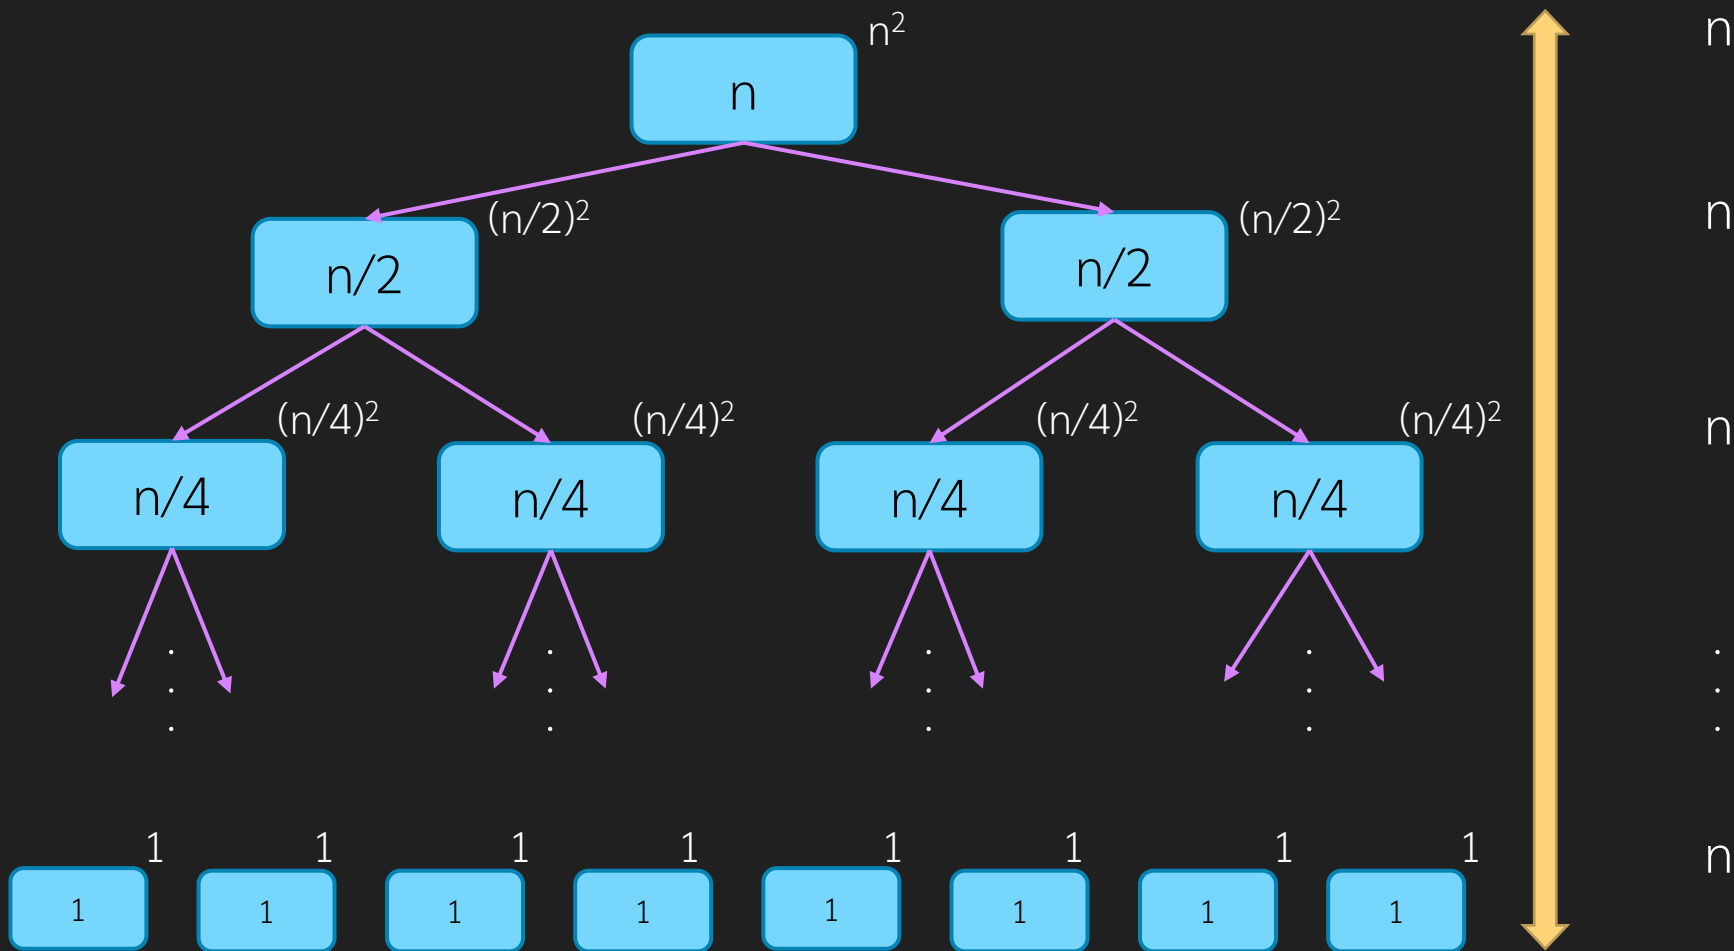 n² n
n
(n/2)² (n/2)² n
n/2 n/2
(n/4)² (n/4)² (n/4)² (n/4)² n
n/4 n/4 n/4 n/4
. . . . .
. . . . .
. . . . .
1 1 1 1 1 1 1 1 n
1 1 1 1 1 1 1 1